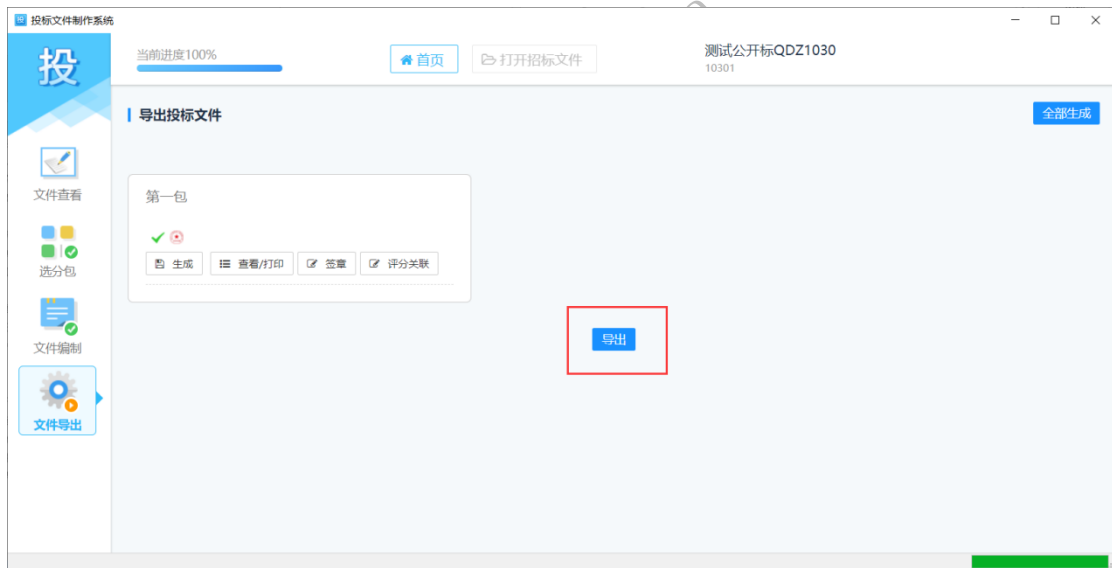 投 投标文件制作系统
投
当前进度100%
首页
打开招标文件
测试公开标QDZ1030
10301
导出投标文件
全部生成
文件查看
选分包
文件编制
文件导出
第一包
生成
查看/打印
签章
评分关联
导出